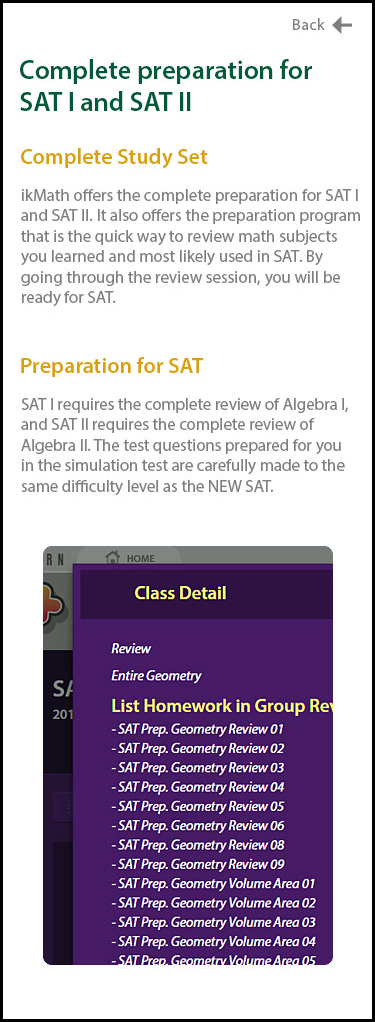 Back
Complete preparation for
SAT I and SAT II
Complete Study Set
ikMath offers the complete preparation for SAT I
and SAT II. It also offers the preparation program
that is the quick way to review math subjects
you learned and most likely used in SAT. By
going through the review session, you will be
ready for SAT.
Preparation for SAT
SAT I requires the complete review of Algebra I,
and SAT II requires the complete review of
Algebra II. The test questions prepared for you
in the simulation test are carefully made to the
same difficulty level as the NEW SAT.
RN
HOME
Class Detail
SA
201
Review
Entire Geometry
List Homework in Group Rev
- SAT Prep. Geometry Review 01
- SAT Prep. Geometry Review 02
- SAT Prep. Geometry Review 03
- SAT Prep. Geometry Review 04
- SAT Prep. Geometry Review 05
- SAT Prep. Geometry Review 06
- SAT Prep. Geometry Review 08
- SAT Prep. Geometry Review 09
- SAT Prep. Geometry Volume Area 01
- SAT Prep. Geometry Volume Area 02
- SAT Prep. Geometry Volume Area 03
- SAT Prep. Geometry Volume Area 04
- SAT Prep. Geometry Volume Area 05